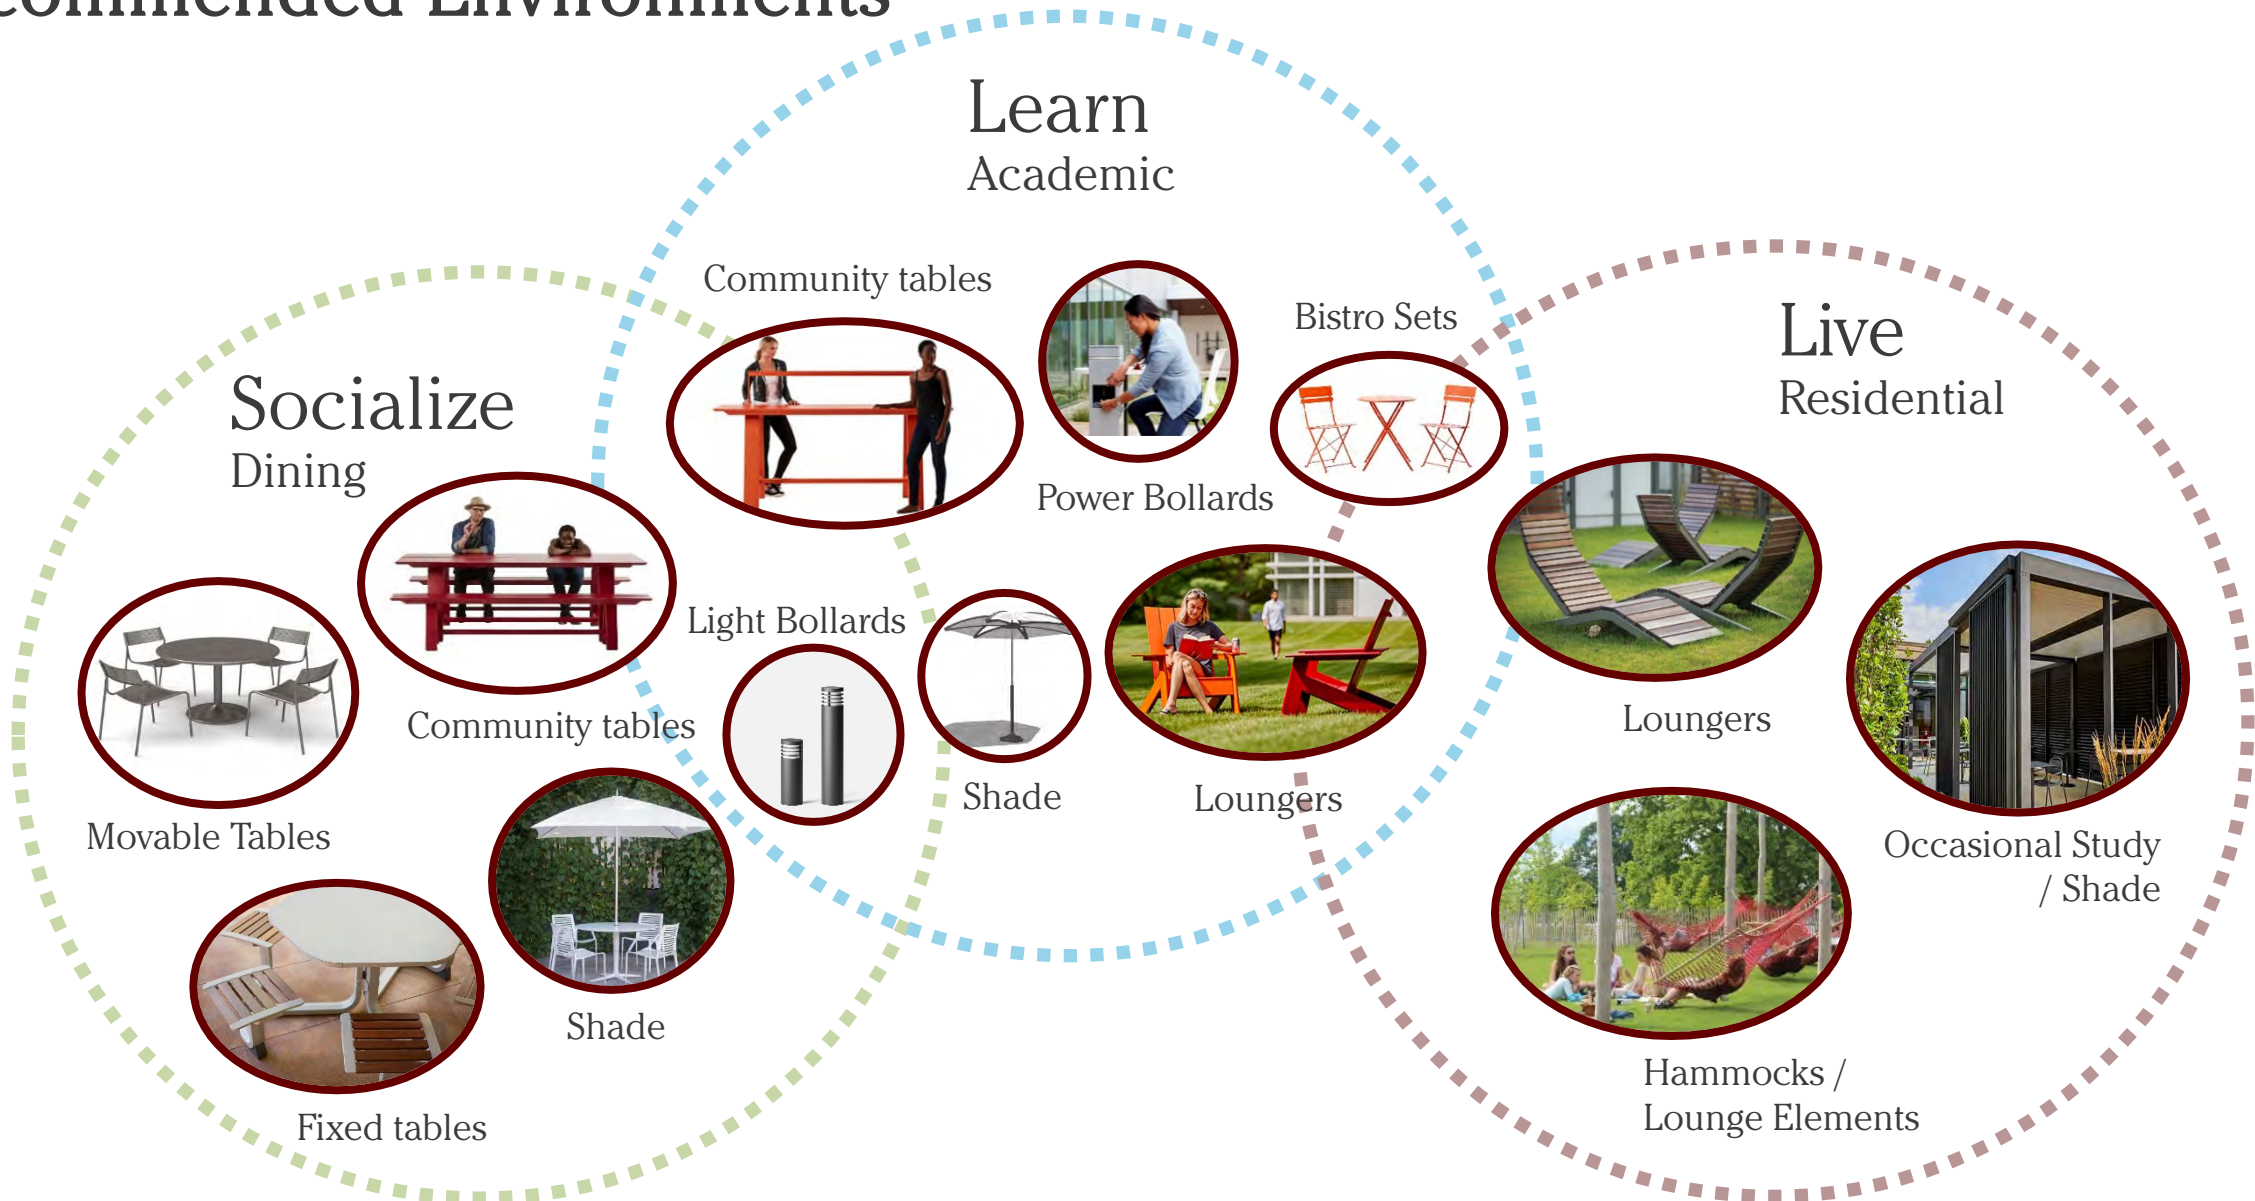 Environments
Learn
Academic
Community tables
Bistro Sets
Power Bollards
Socialize
Dining
Live
Residential
Light Bollards
Community tables
Movable Tables
Shade
Loungers
Loungers
Occasional Study
/ Shade
Shade
Fixed tables
Hammocks /
Lounge Elements